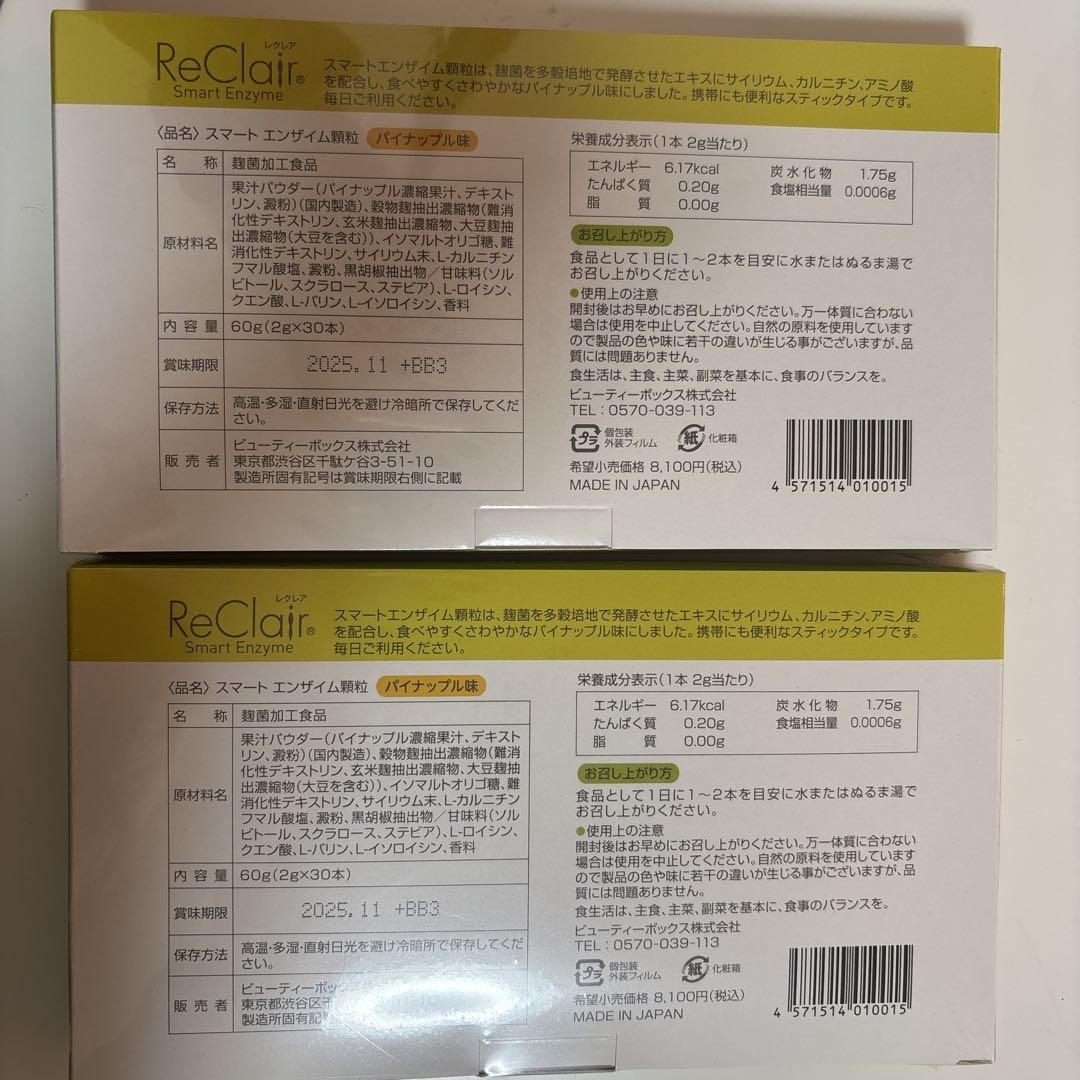 レクレア
ReClair®
Smart Enzyme
スマートエンザイム顆粒は、麹菌を多穀培地で発酵させたエキスにサイリウム、カルニチン、アミノ酸
を配合し、食べやすくさわやかなパイナップル味にしました。携帯にも便利なスティックタイプです。
毎日ご利用ください。
〈品名〉 スマート エンザイム顆粒 パイナップル味
名 称 麹菌加工食品
原材料名
果汁パウダー(パイナップル濃縮果汁、デキスト
リン、澱粉)(国内製造)、穀物麹抽出濃縮物(難消
化性デキストリン、玄米麹抽出濃縮物、大豆麹抽
出濃縮物(大豆を含む))、イソマルトオリゴ糖、難
消化性デキストリン、サイリウム末、L-カルニチン
フマル酸塩、澱粉、黒胡椒抽出物/甘味料(ソル
ビトール、スクラロース、ステビア)、L-ロイシン、
クエン酸、L-バリン、L-イソロイシン、香料
内 容 量 60g(2g×30本)
賞味期限 2025.11 +BB3
保存方法 高温・多湿・直射日光を避け冷暗所で保存してくだ
さい。
販 売 者
ビューティーボックス株式会社
東京都渋谷区千駄ケ谷3-51-10
製造所固有記号は賞味期限右側に記載
栄養成分表示(1本 2g当たり)
エネルギー 6.17kcal 炭水化物 1.75g
たんぱく質 0.20g 食塩相当量 0.0006g
脂 質 0.00g
お召し上がり方
食品として1日に1〜2本を目安に水またはぬるま湯で
お召し上がりください。
●使用上の注意
開封後はお早めにお召し上がりください。万一体質に合わない
場合は使用を中止してください。自然の原料を使用しています
ので製品の色や味に若干の違いが生じる事がございますが、品
質には問題ありません。
食生活は、主食、主菜、副菜を基本に、食事のバランスを。
ビューティーボックス株式会社
TEL:0570-039-113
プラ 個包装 外装フィルム 紙 化粧箱
希望小売価格 8,100円(税込)
MADE IN JAPAN
4 571514 010015
レクレア
ReClair®
Smart Enzyme
スマートエンザイム顆粒は、麹菌を多穀培地で発酵させたエキスにサイリウム、カルニチン、アミノ酸
を配合し、食べやすくさわやかなパイナップル味にしました。携帯にも便利なスティックタイプです。
毎日ご利用ください。
〈品名〉 スマート エンザイム顆粒 パイナップル味
名 称 麹菌加工食品
原材料名
果汁パウダー(パイナップル濃縮果汁、デキスト
リン、澱粉)(国内製造)、穀物麹抽出濃縮物(難消
化性デキストリン、玄米麹抽出濃縮物、大豆麹抽
出濃縮物(大豆を含む))、イソマルトオリゴ糖、難
消化性デキストリン、サイリウム末、L-カルニチン
フマル酸塩、澱粉、黒胡椒抽出物/甘味料(ソル
ビトール、スクラロース、ステビア)、L-ロイシン、
クエン酸、L-バリン、L-イソロイシン、香料
内 容 量 60g(2g×30本)
賞味期限 2025.11 +BB3
保存方法 高温・多湿・直射日光を避け冷暗所で保存してくだ
さい。
販 売 者
ビューティーボックス
東京都渋谷区
製造所固有記
栄養成分表示(1本 2g当たり)
エネルギー 6.17kcal 炭水化物 1.75g
たんぱく質 0.20g 食塩相当量 0.0006g
脂 質 0.00g
お召し上がり方
食品として1日に1〜2本を目安に水またはぬるま湯で
お召し上がりください。
●使用上の注意
開封後はお早めにお召し上がりください。万一体質に合わない
場合は使用を中止してください。自然の原料を使用しています
ので製品の色や味に若干の違いが生じる事がございますが、品
質には問題ありません。
食生活は、主食、主菜、副菜を基本に、食事のバランスを。
ビューティーボックス株式会社
TEL:0570-039-113
プラ 個包装 外装フィルム 紙 化粧箱
希望小売価格 8,100円(税込)
MADE IN JAPAN
4 571514 010015